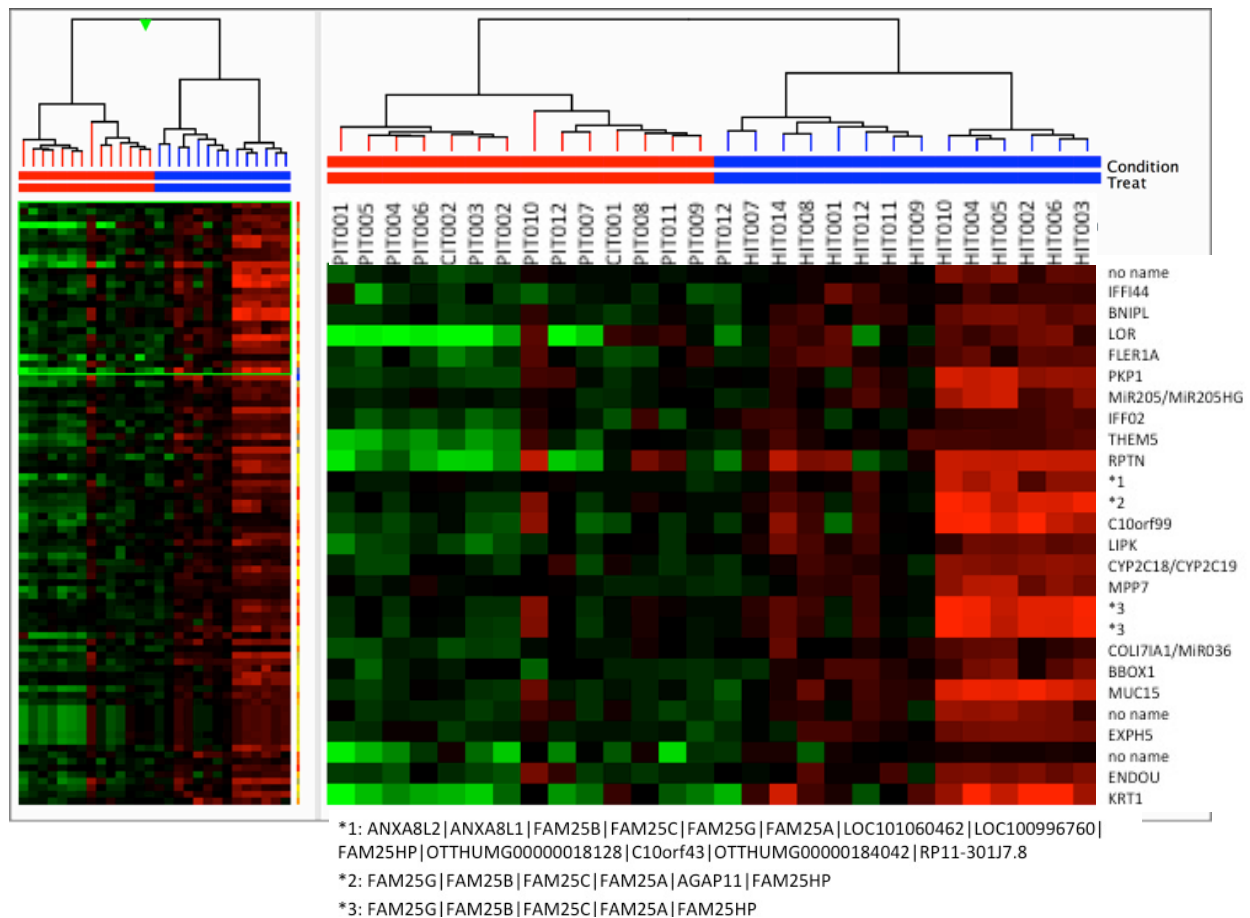 Condition
Treat
PIT001
PIT005
PIT004
PIT006
CIT002
PIT003
PIT002
PIT010
PIT012
PIT007
CIT001
PIT008
PIT011
PIT009
PIT012
HIT007
HIT014
HIT008
HIT001
HIT012
HIT011
HIT009
HIT010
HIT004
HIT005
HIT002
HIT006
HIT003
no name
IFFI44
BNIPL
LOR
FLER1A
PKP1
MiR205/MiR205HG
IFF02
THEM5
RPTN
*1
*2
C10orf99
LIPK
CYP2C18/CYP2C19
MPP7
*3
*3
COLI7IA1/MiR036
BBOX1
MUC15
no name
EXPH5
no name
ENDOU
KRT1
*1: ANXA8L2|ANXA8L1|FAM25B|FAM25C|FAM25G|FAM25A|LOC101060462|LOC100996760|
FAM25HP|OTTHUMG00000018128|C10orf43|OTTHUMG00000184042|RP11-301J7.8
*2: FAM25G|FAM25B|FAM25C|FAM25A|AGAP11|FAM25HP
*3: FAM25G|FAM25B|FAM25C|FAM25A|FAM25HP